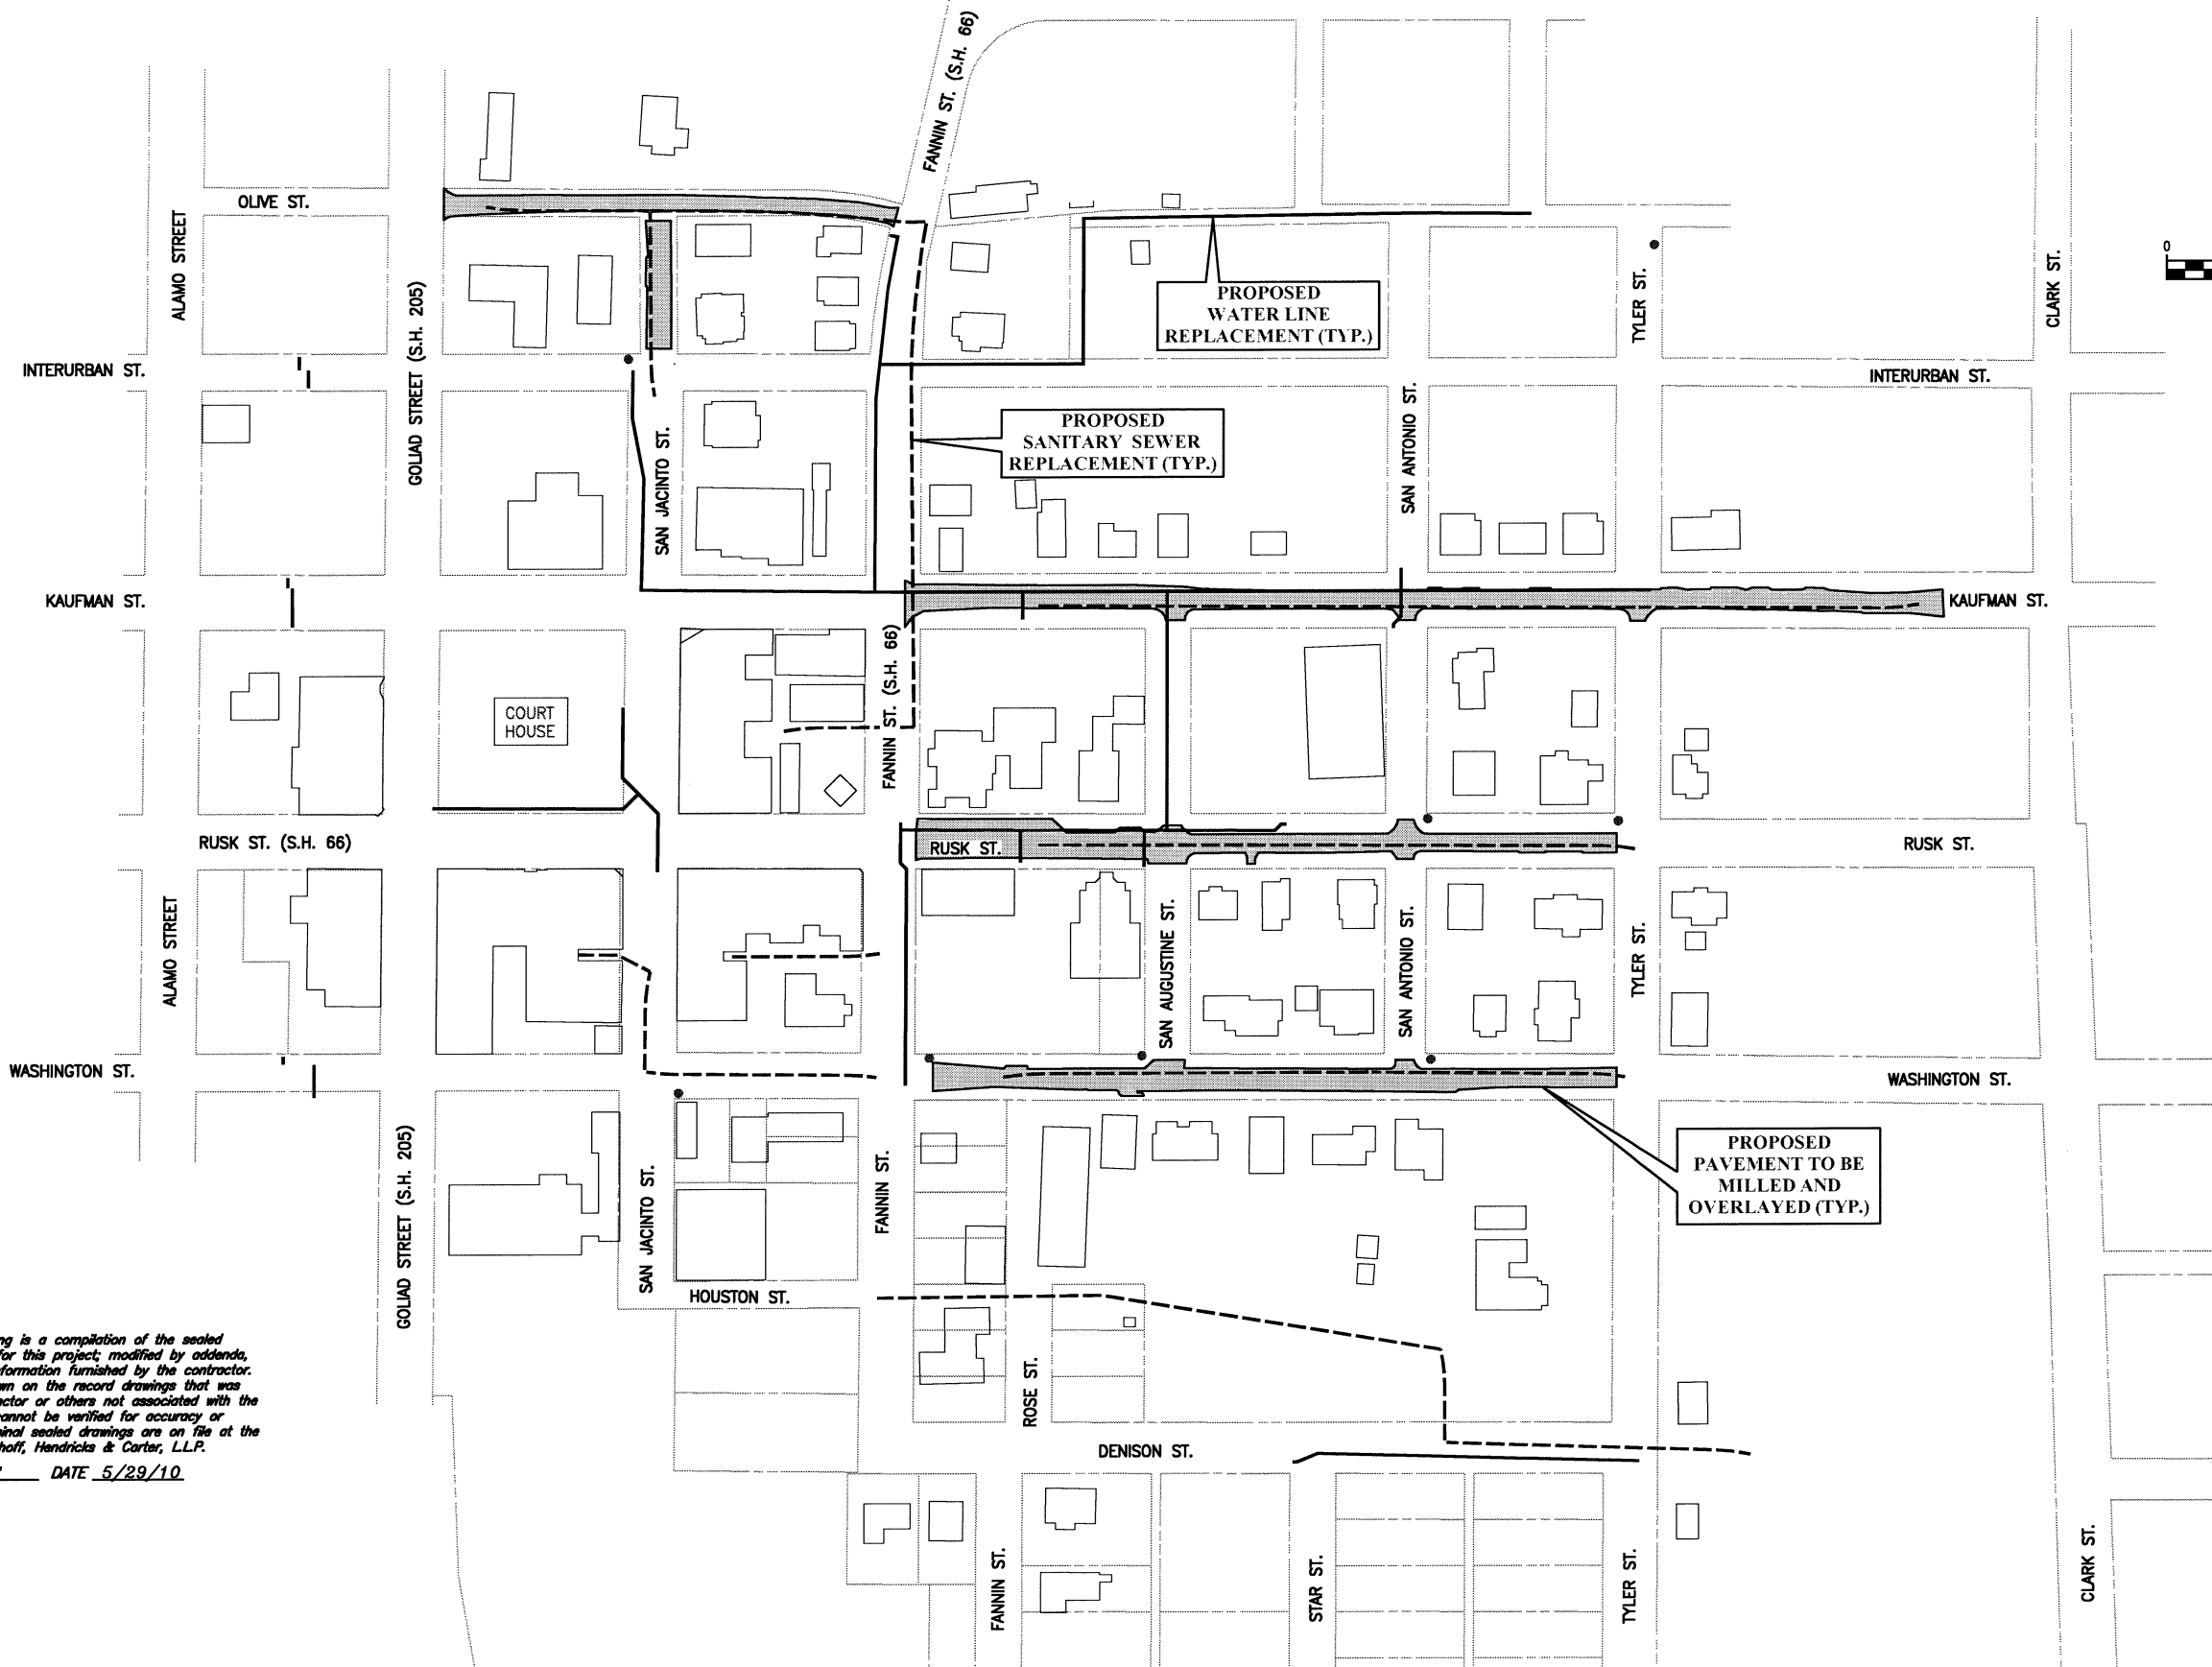 FANNIN ST. (S.H. 66)
OLIVE ST.
ALAMO STREET
GOLIAD STREET (S.H. 205)
INTERURBAN ST.
PROPOSED
WATER LINE
REPLACEMENT (TYP.)
TYLER ST.
CLARK ST.
0
INTERURBAN ST.
SAN JACINTO ST.
PROPOSED
SANITARY SEWER
REPLACEMENT (TYP.)
SAN ANTONIO ST.
KAUFMAN ST.
KAUFMAN ST.
COURT
HOUSE
FANNIN ST. (S.H. 66)
RUSK ST. (S.H. 66)
RUSK ST.
RUSK ST.
ALAMO STREET
SAN AUGUSTINE ST.
SAN ANTONIO ST.
TYLER ST.
WASHINGTON ST.
WASHINGTON ST.
PROPOSED
PAVEMENT TO BE
MILLED AND
OVERLAYED (TYP.)
GOLIAD STREET (S.H. 205)
SAN JACINTO ST.
FANNIN ST.
HOUSTON ST.
ROSE ST.
DENISON ST.
FANNIN ST.
STAR ST.
TYLER ST.
CLARK ST.
is a compilation of the sealed
for this project; modified by addenda,
furnished by the contractor.
on the record drawings that was
or others not associated with the
cannot be verified for accuracy or
sealed drawings are on file at the
Hendricks & Carter, L.L.P.
DATE 5/29/10